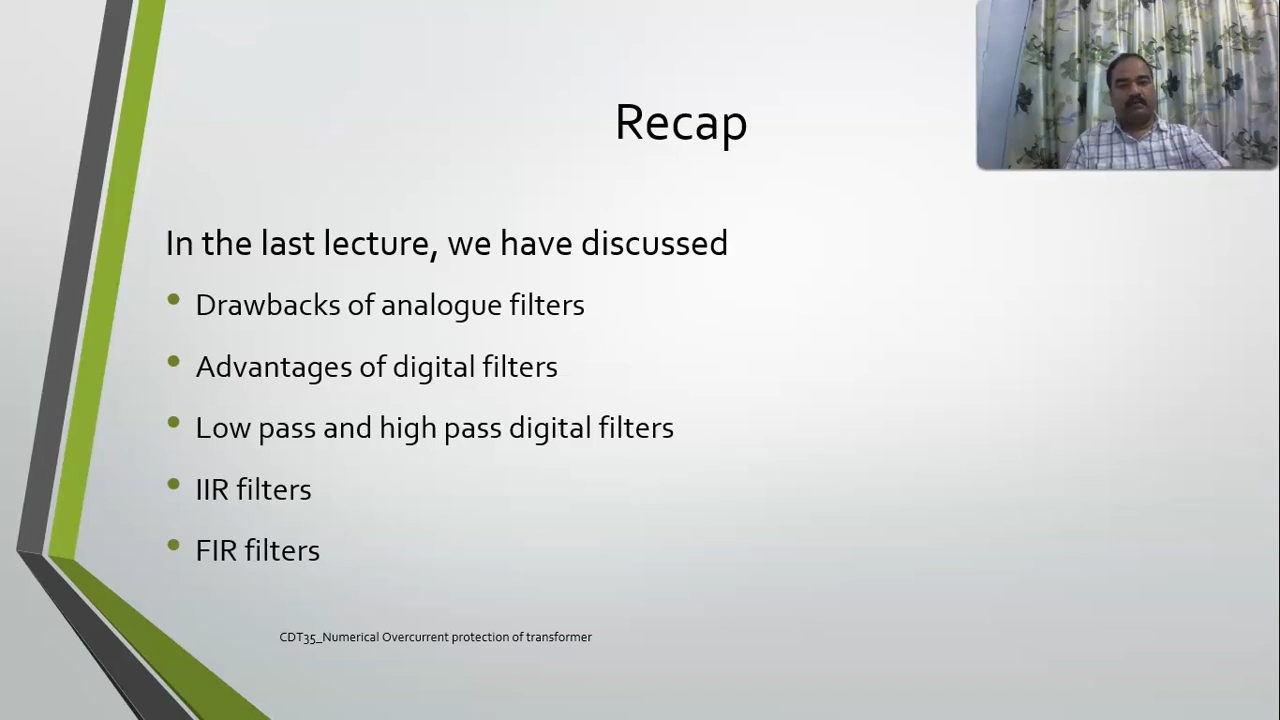 Recap
In the last lecture, we have discussed
• Drawbacks of analogue filters
• Advantages of digital filters
• Low pass and high pass digital filters
• IIR filters
• FIR filters
CDT35_Numerical Overcurrent protection of transformer